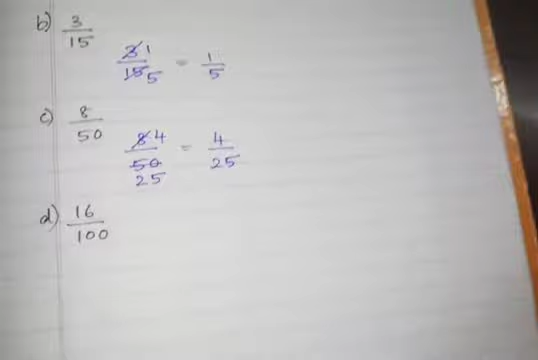 b) 3/15
3 1/15 5 = 1/5
c) 8/50
8 4/50 25 = 4/25
d) 16/100